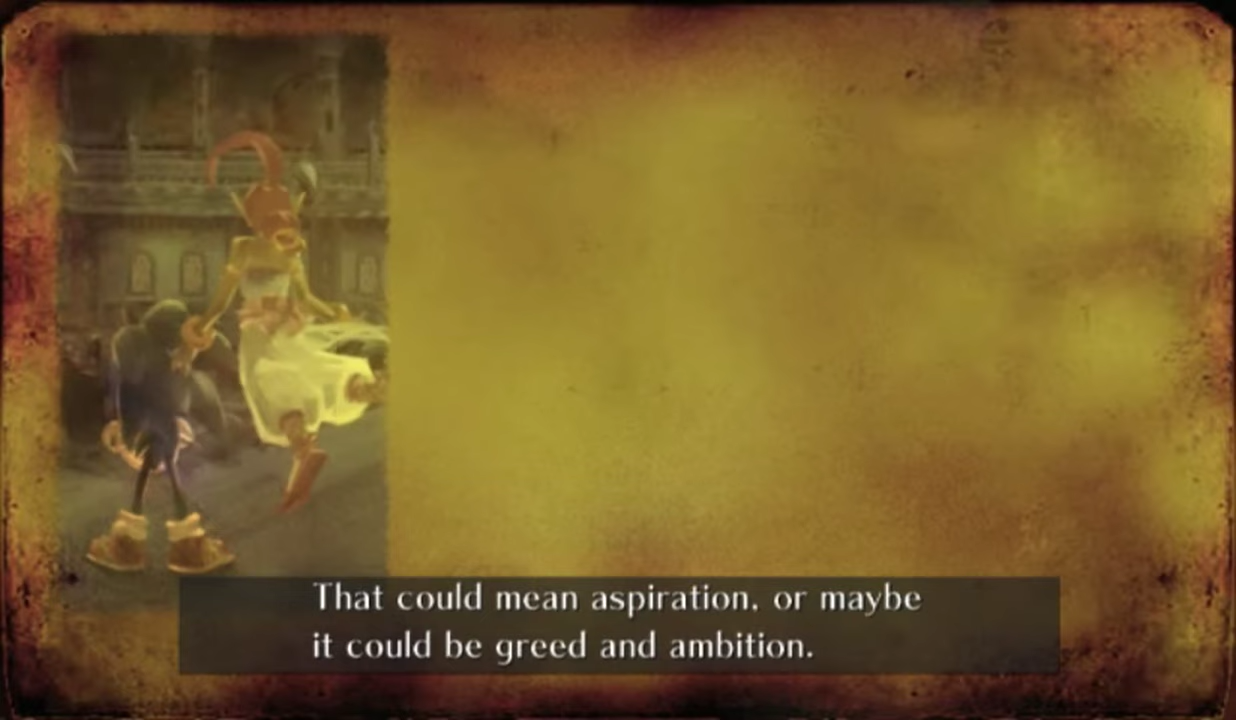 That could mean aspiration, or maybe
it could be greed and ambition.